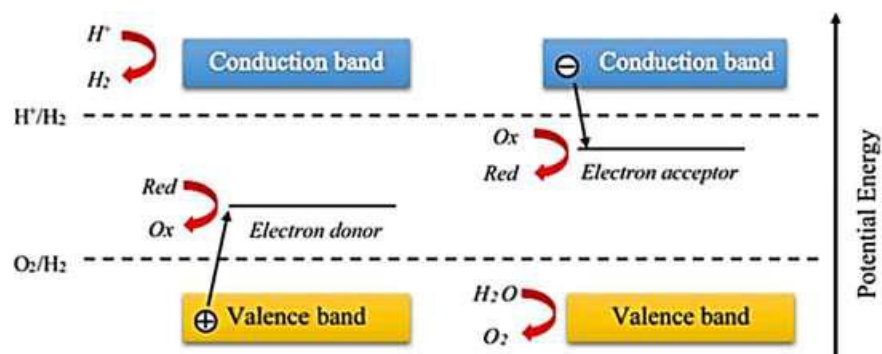 H⁺
H₂
Conduction band
⊖ Conduction band
H⁺/H₂
Ox
Red
Electron acceptor
Red
Ox
Electron donor
O₂/H₂
⊕ Valence band
H₂O
O₂
Valence band
Potential Energy